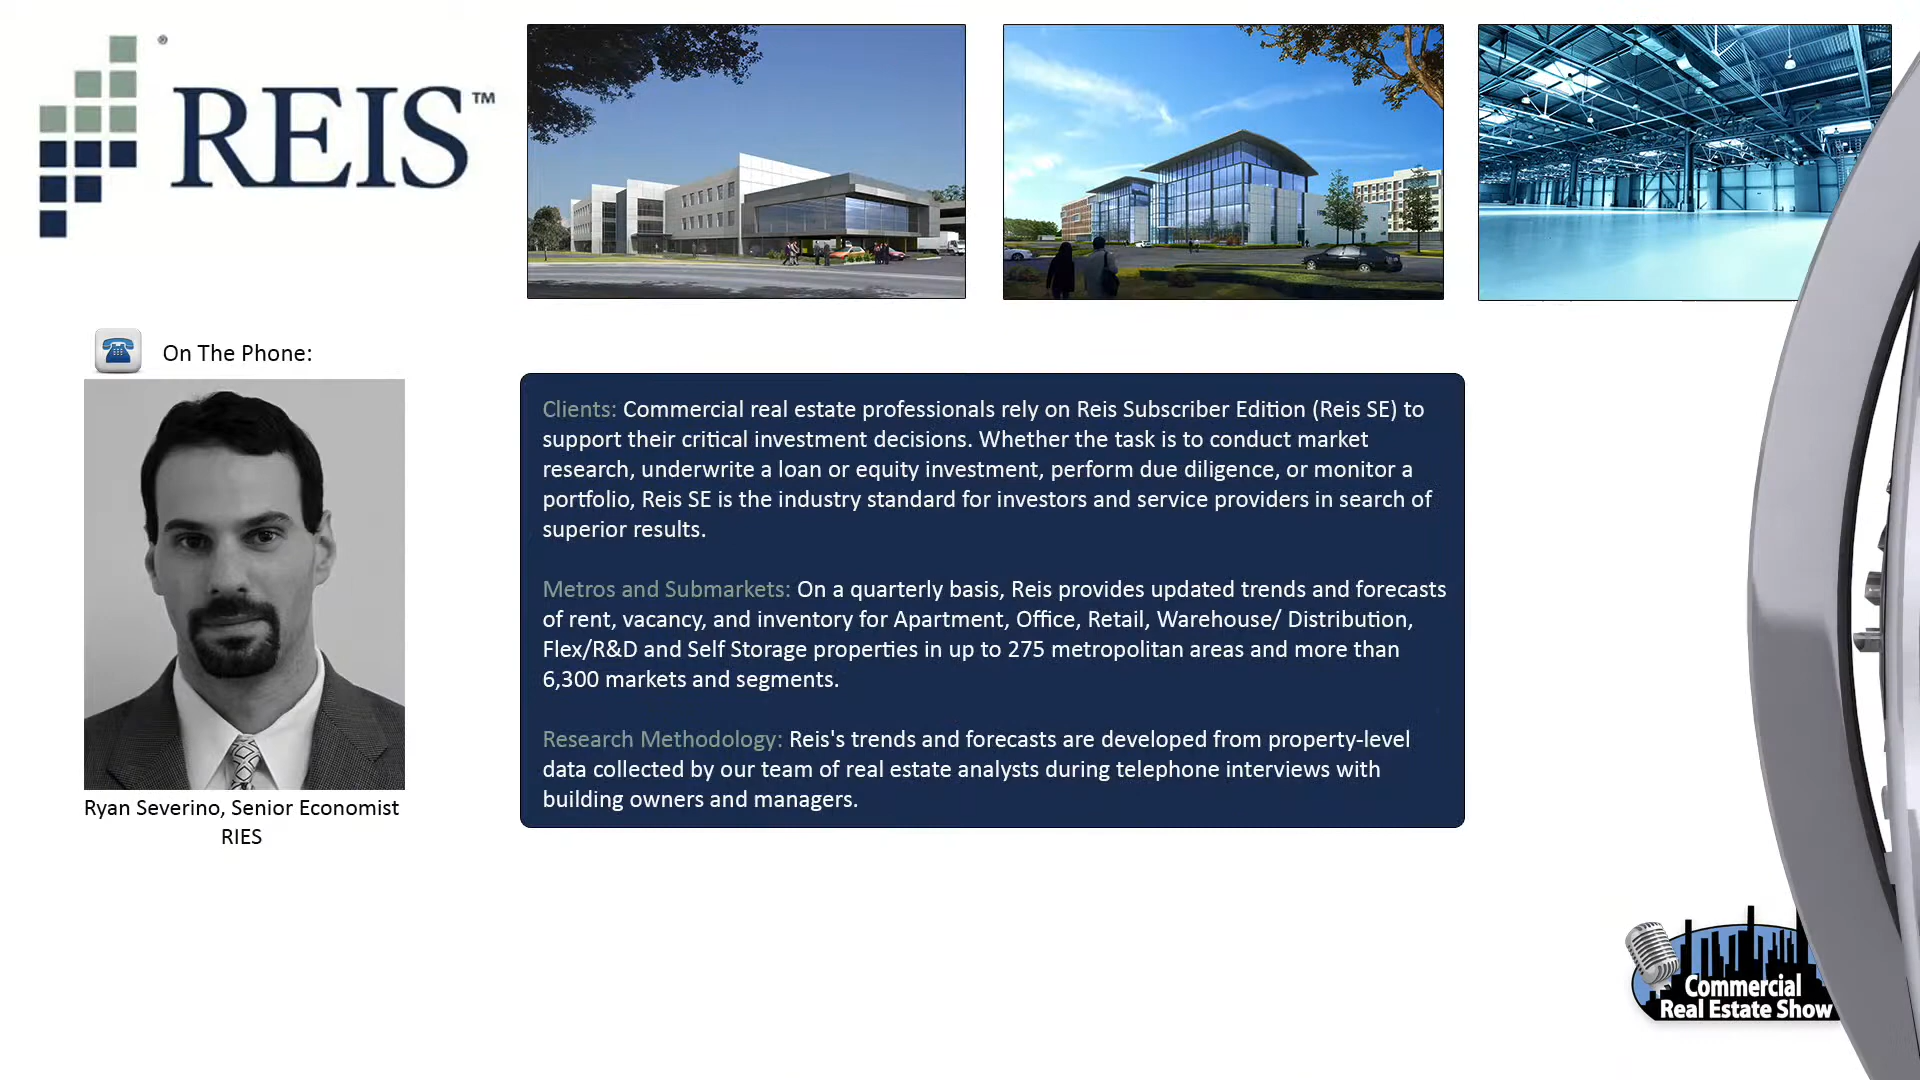 ® REIS™
On The Phone:
Ryan Severino, Senior Economist
RIES
Clients: Commercial real estate professionals rely on Reis Subscriber Edition (Reis SE) to
support their critical investment decisions. Whether the task is to conduct market
research, underwrite a loan or equity investment, perform due diligence, or monitor a
portfolio, Reis SE is the industry standard for investors and service providers in search of
superior results.
Metros and Submarkets: On a quarterly basis, Reis provides updated trends and forecasts
of rent, vacancy, and inventory for Apartment, Office, Retail, Warehouse/ Distribution,
Flex/R&D and Self Storage properties in up to 275 metropolitan areas and more than
6,300 markets and segments.
Research Methodology: Reis's trends and forecasts are developed from property-level
data collected by our team of real estate analysts during telephone interviews with
building owners and managers.
Commercial
Real Estate Show